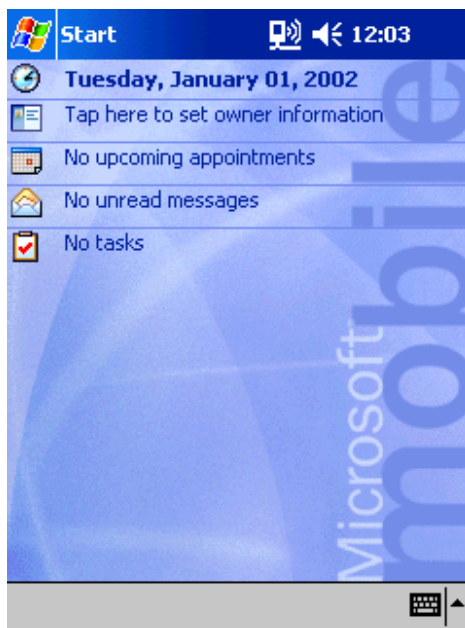 Start 12:03
Tuesday, January 01, 2002
Tap here to set owner information
No upcoming appointments
No unread messages
No tasks
Microsoft
mobile